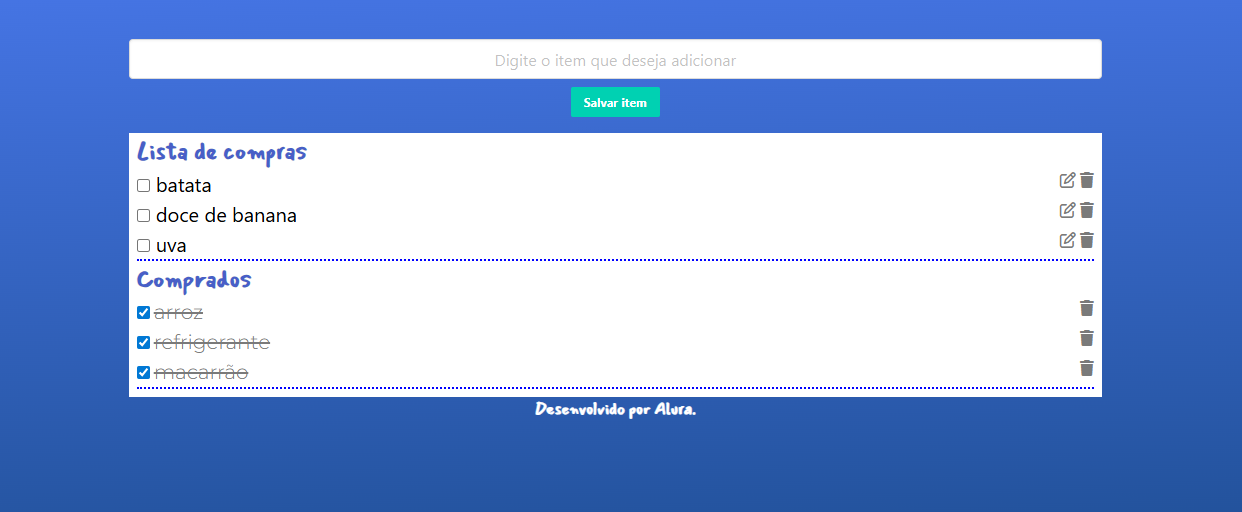 Digite o item que deseja adicionar
Salvar item
Lista de compras
batata
doce de banana
uva
Comprados
arroz
refrigerante
macarrão
Desenvolvido por Alura.